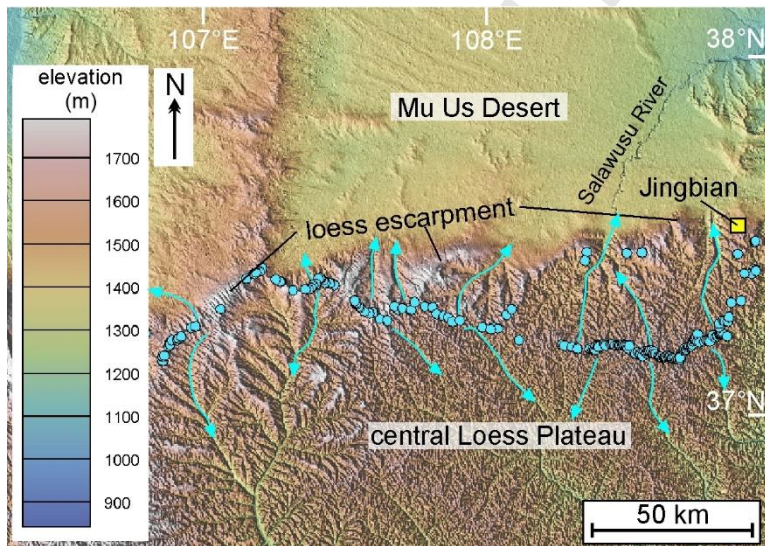 107°E
108°E
38°N
elevation
(m)
1700
1600
1500
1400
1300
1200
1100
1000
900
N
Mu Us Desert
Salawusu River
Jingbian
loess escarpment
37°N
central Loess Plateau
50 km